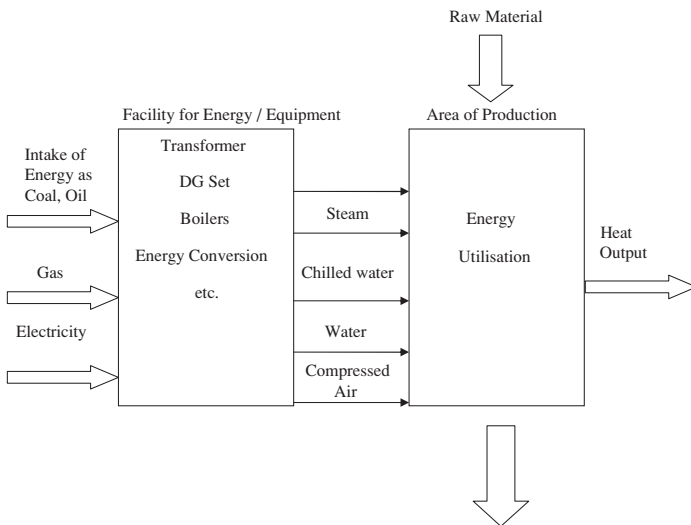 Raw Material
Facility for Energy / Equipment
Area of Production
Intake of
Energy as
Coal, Oil
Gas
Electricity
Transformer
DG Set
Boilers
Energy Conversion
etc.
Steam
Chilled water
Water
Compressed
Air
Energy
Utilisation
Heat
Output